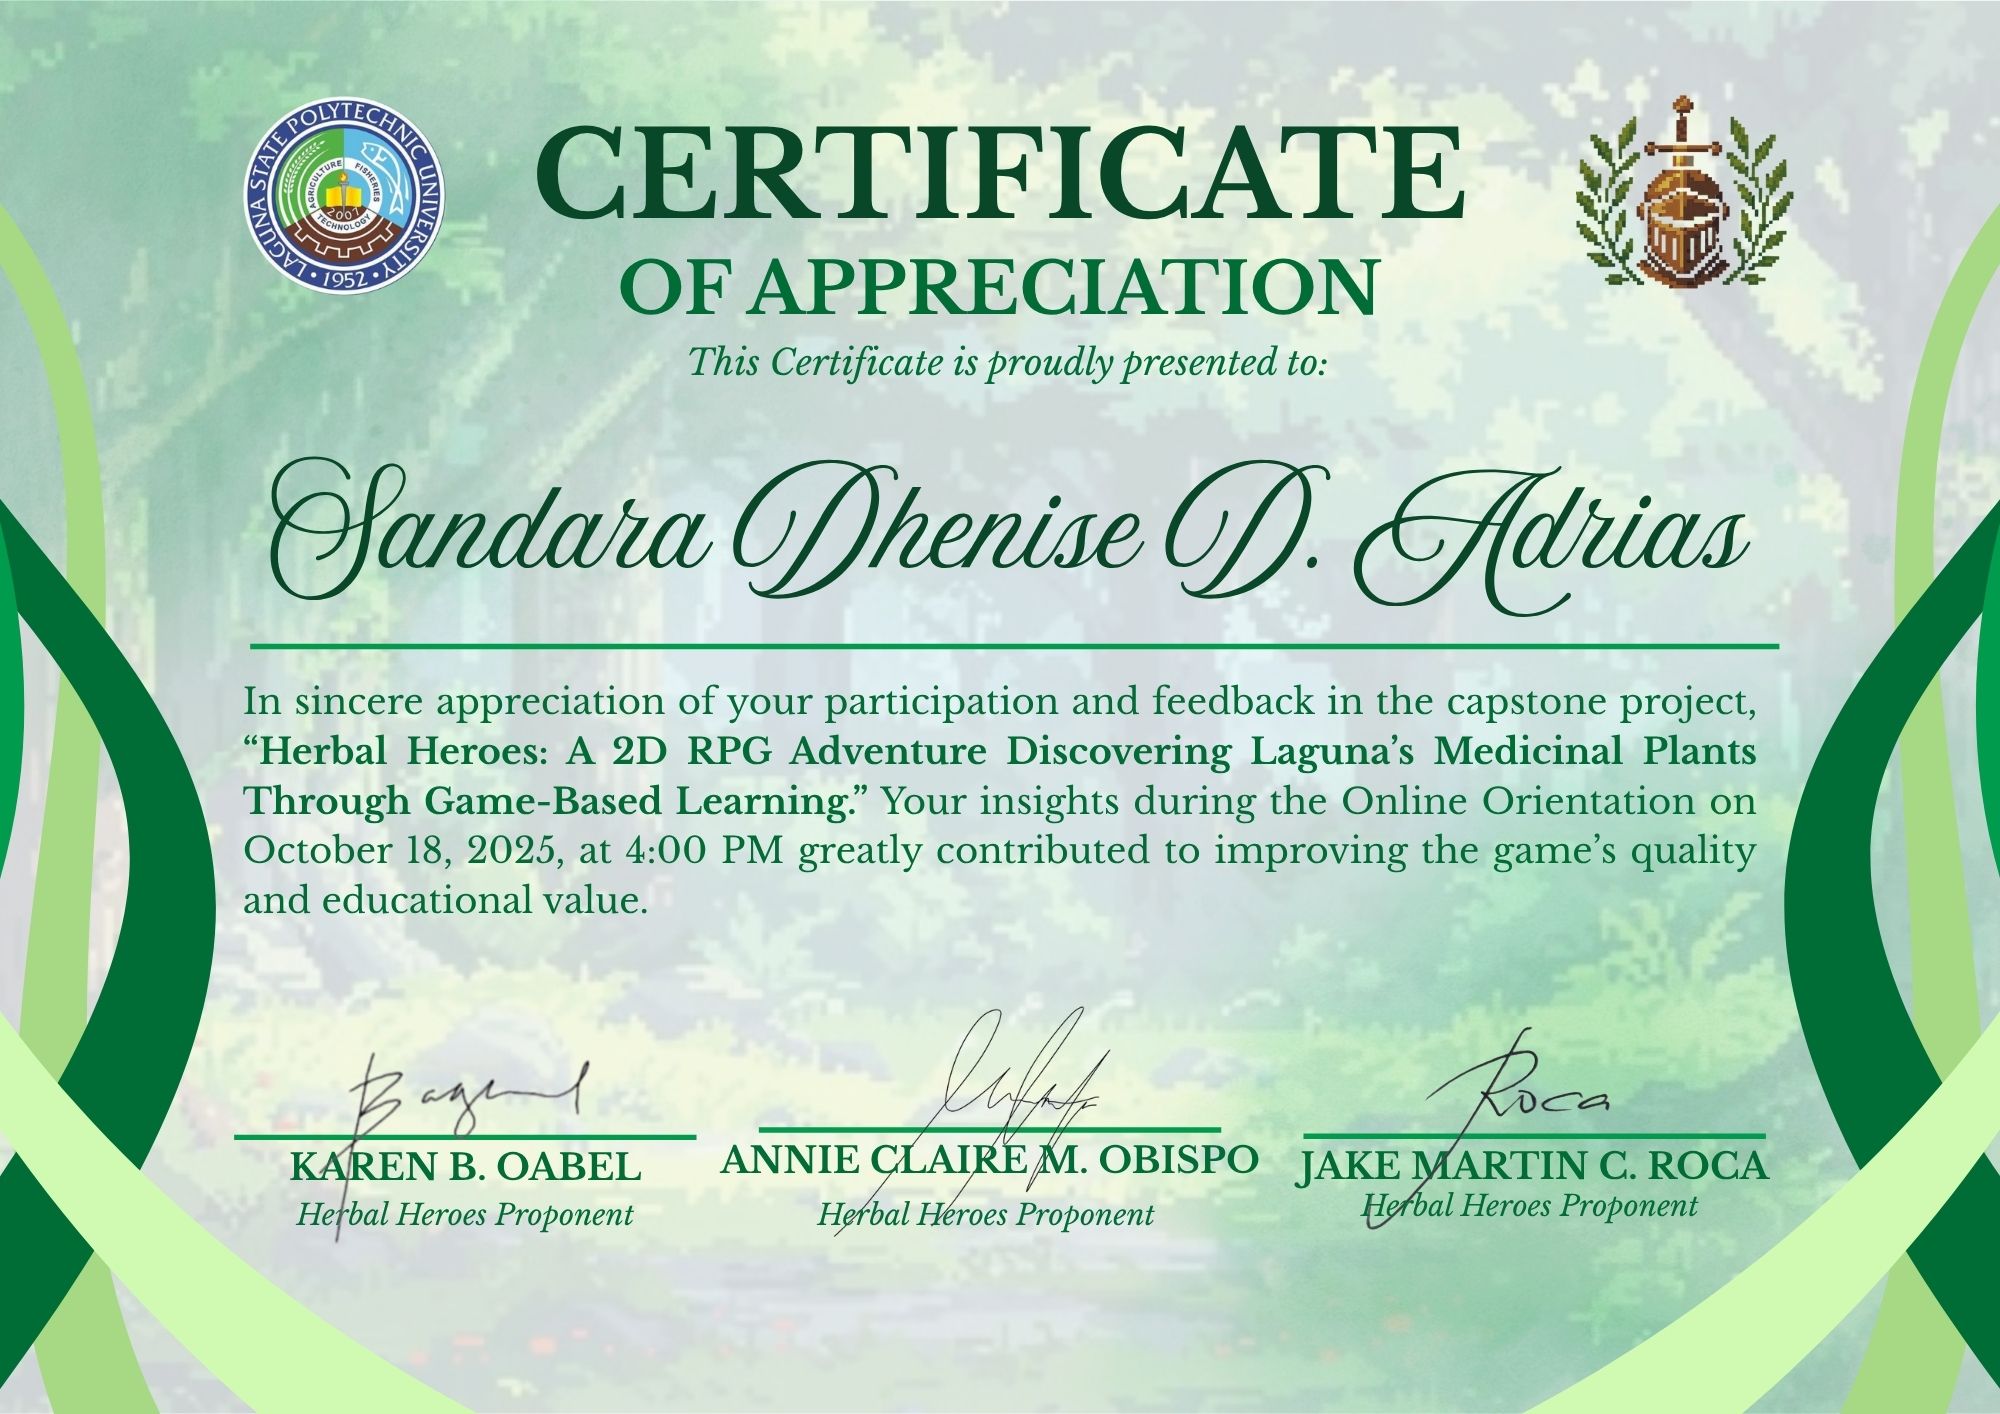 LAGUNA STATE POLYTECHNIC UNIVERSITY
• 1952 •
AGRICULTURE
FISHERIES
2007
TECHNOLOGY
CERTIFICATE
OF APPRECIATION
This Certificate is proudly presented to:
Sandara Dhenise D. Adrias
In sincere appreciation of your participation and feedback in the capstone project,
“Herbal Heroes: A 2D RPG Adventure Discovering Laguna’s Medicinal Plants
Through Game-Based Learning.” Your insights during the Online Orientation on
October 18, 2025, at 4:00 PM greatly contributed to improving the game’s quality
and educational value.
Roca
KAREN B. OABEL
Herbal Heroes Proponent
ANNIE CLAIRE M. OBISPO
Herbal Heroes Proponent
JAKE MARTIN C. ROCA
Herbal Heroes Proponent